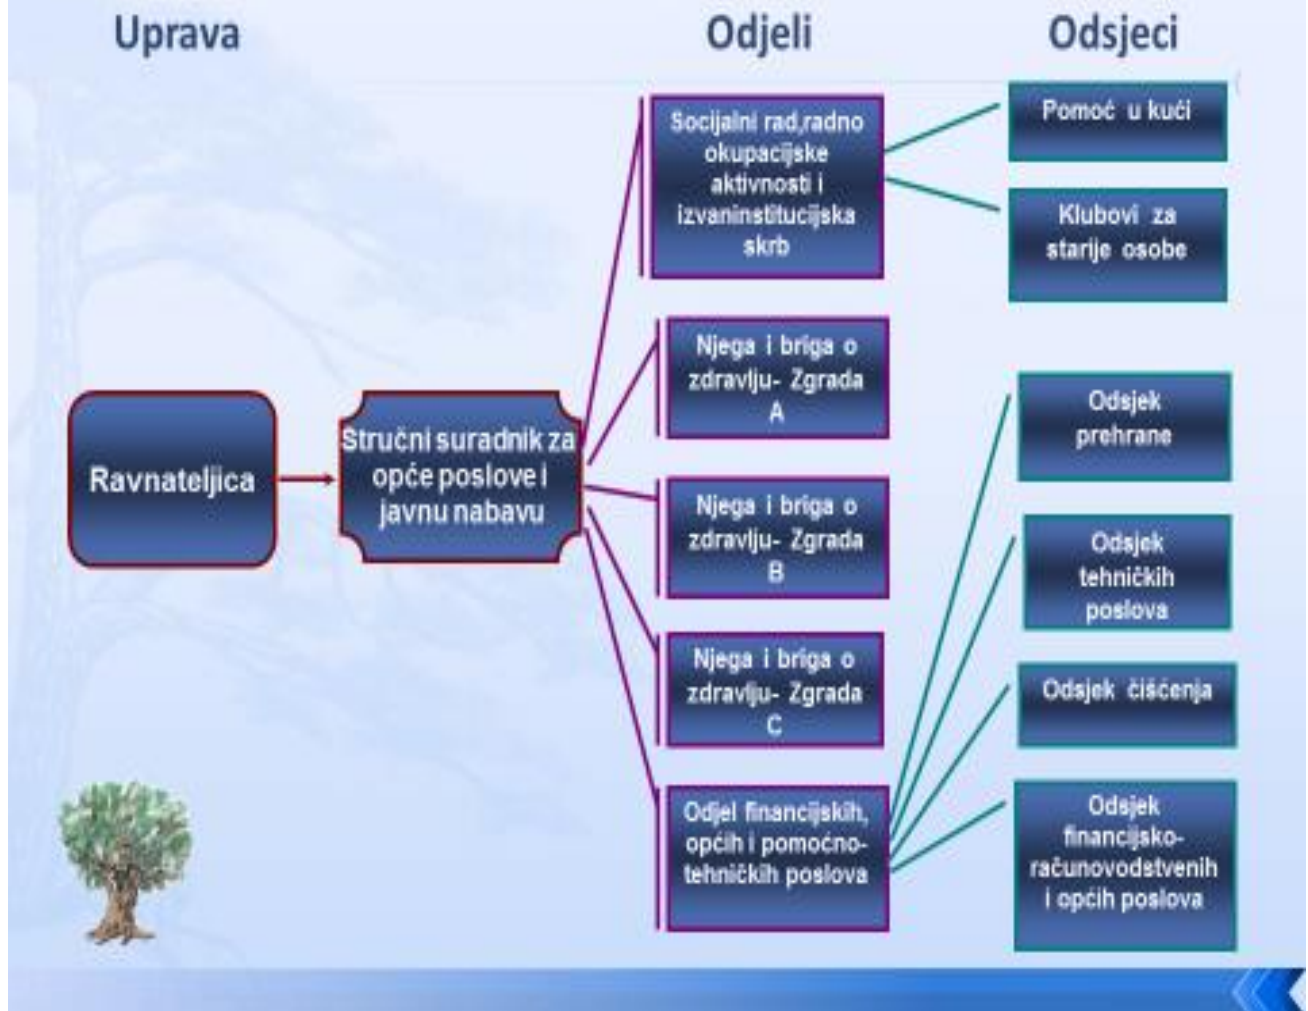 Uprava
Odjeli
Odsjeci
Ravnateljica
Stručni suradnik za
opće poslove i
javnu nabavu
Socijalni rad,radno
okupacijske
aktivnosti i
izvaninstitucijska
skrb
Njega i briga o
zdravlju- Zgrada
A
Njega i briga o
zdravlju- Zgrada
B
Njega i briga o
zdravlju- Zgrada
C
Odjel financijskih,
općih i pomoćno-
tehničkih poslova
Pomoć u kući
Klubovi za
starije osobe
Odsjek
prehrane
Odsjek
tehničkih
poslova
Odsjek čišćenja
Odsjek
financijsko-
računovodstvenih
i općih poslova